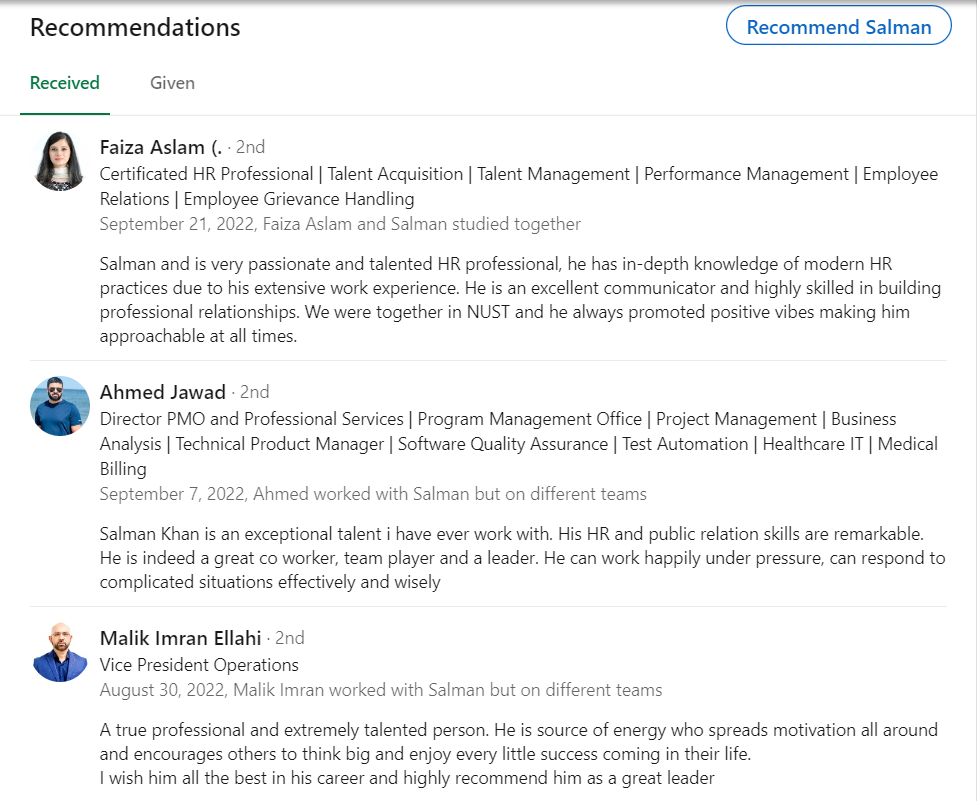 Recommendations
Recommend Salman
Received
Given
Faiza Aslam (. · 2nd
Certificated HR Professional | Talent Acquisition | Talent Management | Performance Management | Employee
Relations | Employee Grievance Handling
September 21, 2022, Faiza Aslam and Salman studied together
Salman and is very passionate and talented HR professional, he has in-depth knowledge of modern HR
practices due to his extensive work experience. He is an excellent communicator and highly skilled in building
professional relationships. We were together in NUST and he always promoted positive vibes making him
approachable at all times.
Ahmed Jawad · 2nd
Director PMO and Professional Services | Program Management Office | Project Management | Business
Analysis | Technical Product Manager | Software Quality Assurance | Test Automation | Healthcare IT | Medical
Billing
September 7, 2022, Ahmed worked with Salman but on different teams
Salman Khan is an exceptional talent i have ever work with. His HR and public relation skills are remarkable.
He is indeed a great co worker, team player and a leader. He can work happily under pressure, can respond to
complicated situations effectively and wisely
Malik Imran Ellahi · 2nd
Vice President Operations
August 30, 2022, Malik Imran worked with Salman but on different teams
A true professional and extremely talented person. He is source of energy who spreads motivation all around
and encourages others to think big and enjoy every little success coming in their life.
I wish him all the best in his career and highly recommend him as a great leader